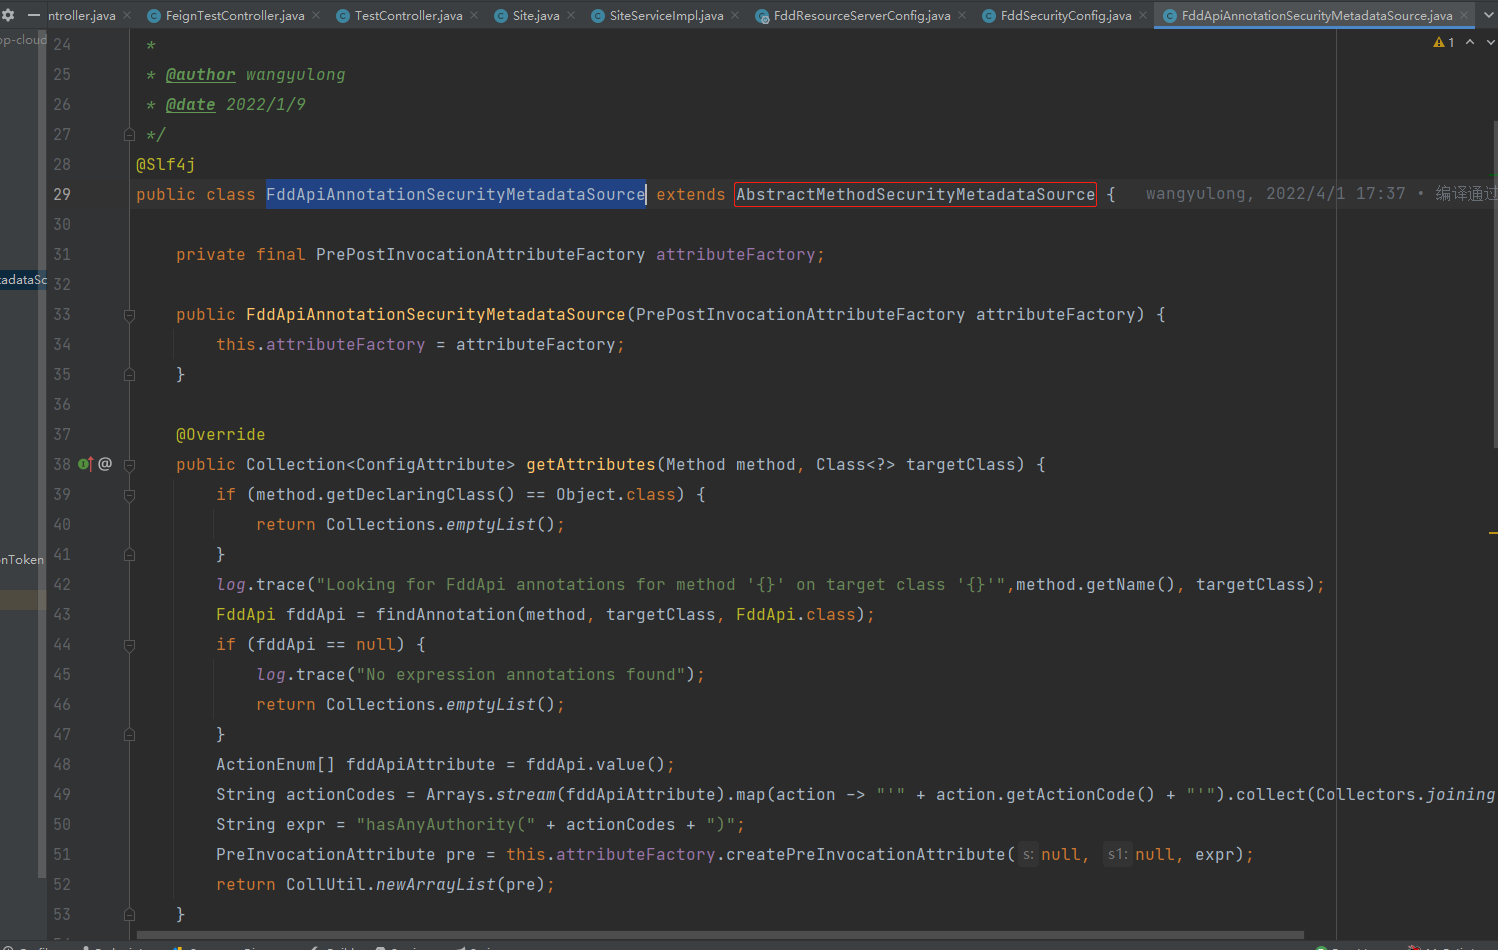 ntroller.java FeignTestController.java TestController.java Site.java SiteServiceImpl.java FddResourceServerConfig.java FddSecurityConfig.java FddApiAnnotationSecurityMetadataSource.java
op-cloud
1
24 *
25 * @author wangyulong
26 * @date 2022/1/9
27 */
28 @Slf4j
29 public class FddApiAnnotationSecurityMetadataSource extends AbstractMethodSecurityMetadataSource { wangyulong, 2022/4/1 17:37 • 编译通过
30
31 private final PrePostInvocationAttributeFactory attributeFactory;
tadataSc
32
33 public FddApiAnnotationSecurityMetadataSource(PrePostInvocationAttributeFactory attributeFactory) {
34 this.attributeFactory = attributeFactory;
35 }
36
37 @Override
38 @ public Collection<ConfigAttribute> getAttributes(Method method, Class<?> targetClass) {
39 if (method.getDeclaringClass() == Object.class) {
40 return Collections.emptyList();
41 }
onToken
42 log.trace("Looking for FddApi annotations for method '{}' on target class '{}'",method.getName(), targetClass);
43 FddApi fddApi = findAnnotation(method, targetClass, FddApi.class);
44 if (fddApi == null) {
45 log.trace("No expression annotations found");
46 return Collections.emptyList();
47 }
48 ActionEnum[] fddApiAttribute = fddApi.value();
49 String actionCodes = Arrays.stream(fddApiAttribute).map(action -> "'" + action.getActionCode() + "'").collect(Collectors.joining
50 String expr = "hasAnyAuthority(" + actionCodes + ")";
51 PreInvocationAttribute pre = this.attributeFactory.createPreInvocationAttribute( s: null, s1: null, expr);
52 return CollUtil.newArrayList(pre);
53 }